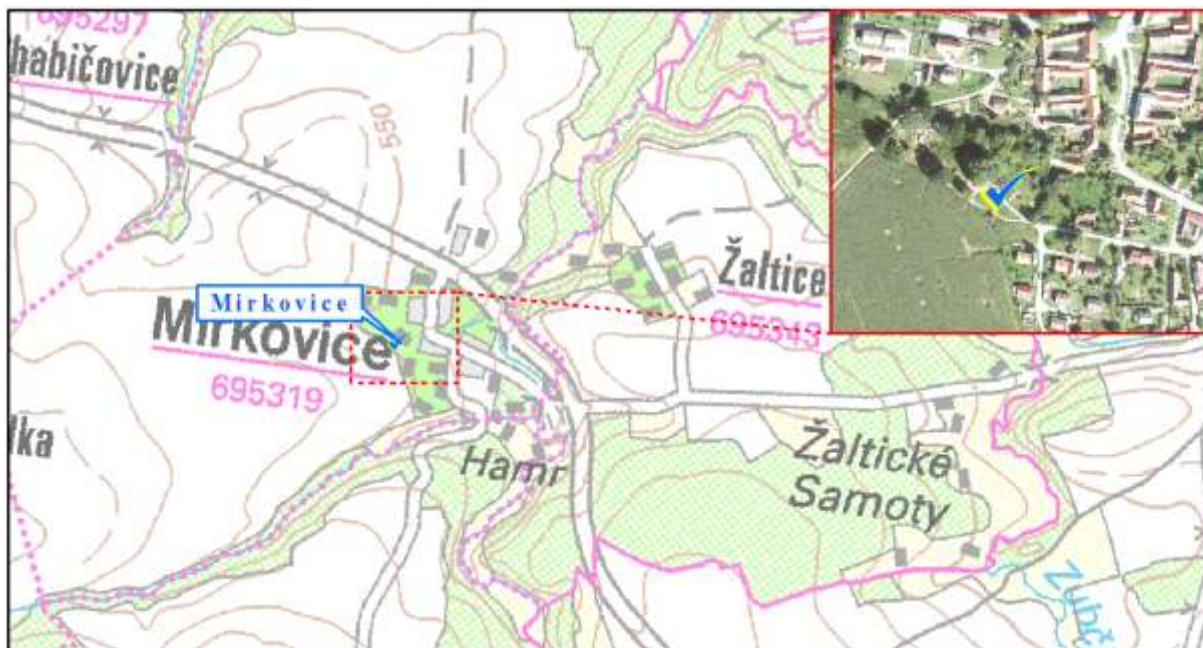 695297
habičovice
550
Žaltice
695343
Mirkovice
Mirkovice
695319
lka
Hamr
Žaltické
Samoty
Zubč